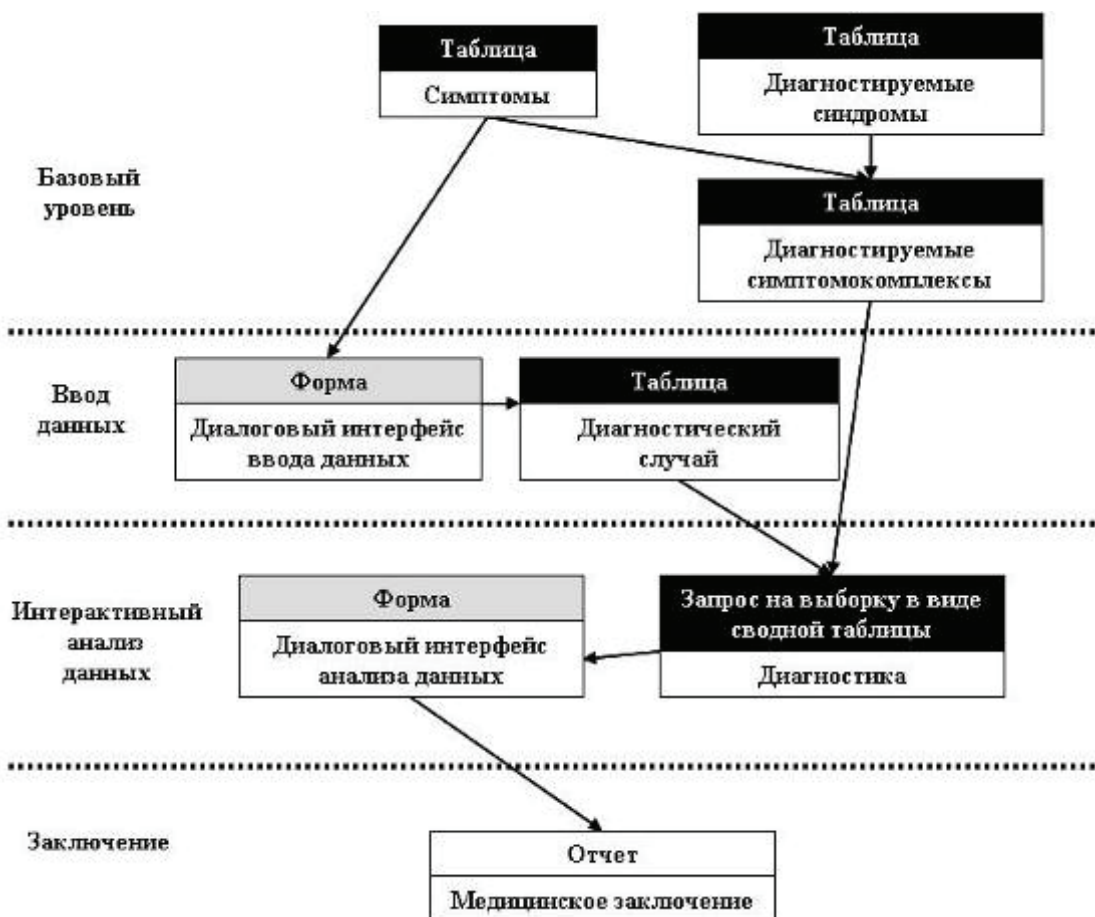 Таблица
Симптомы
Таблица
Диагностируемые
синдромы
Базовый
уровень
Таблица
Диагностируемые
симптомокомплексы
Ввод
данных
Форма
Диалоговый интерфейс
ввода данных
Таблица
Диагностический
случай
Интерактивный
анализ
данных
Форма
Диалоговый интерфейс
анализа данных
Запрос на выборку в виде
сводной таблицы
Диагностика
Заключение
Отчет
Медицинское заключение